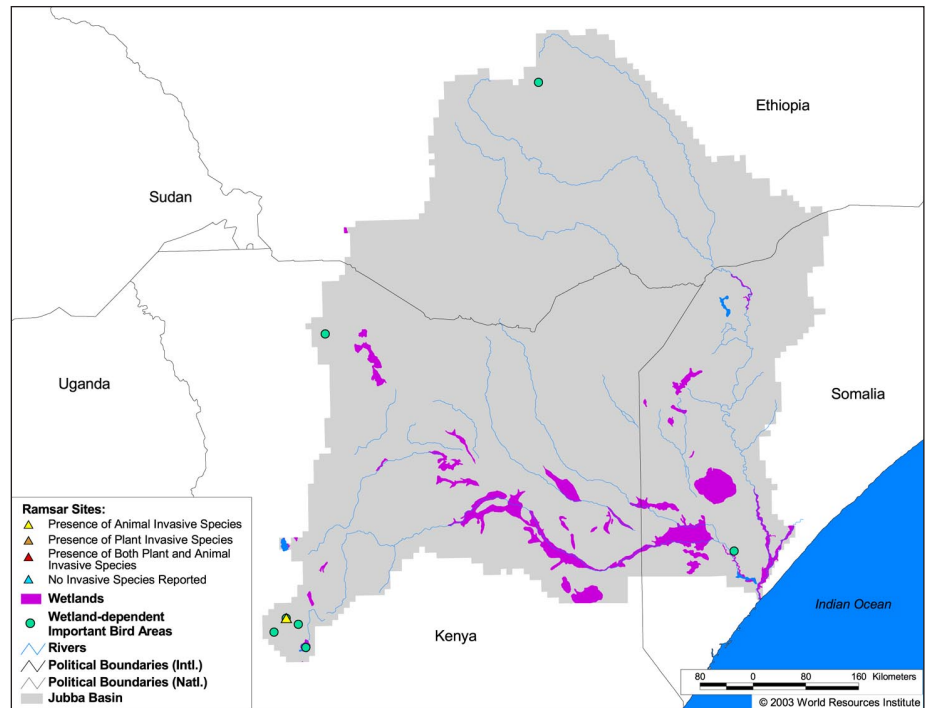 Ethiopia
Sudan
Uganda
Somalia
Kenya
Indian Ocean
Ramsar Sites:
Presence of Animal Invasive Species
Presence of Plant Invasive Species
Presence of Both Plant and Animal
Invasive Species
No Invasive Species Reported
Wetlands
Wetland-dependent
Important Bird Areas
Rivers
Political Boundaries (Intl.)
Political Boundaries (Natl.)
Jubba Basin
80 0 80 160 Kilometers
© 2003 World Resources Institute